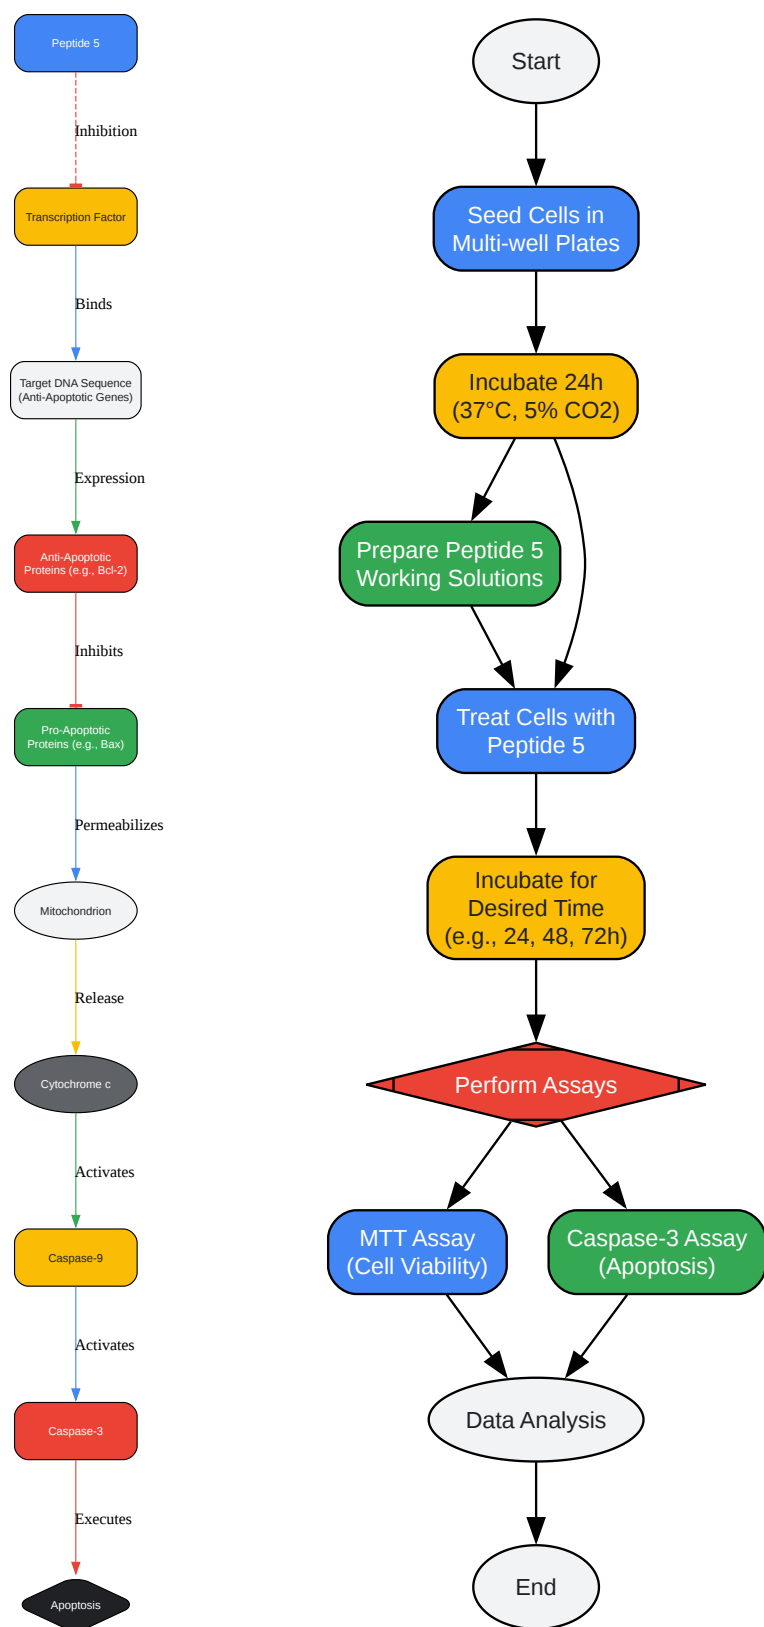 Peptide 5
Inhibition
Transcription Factor
Binds
Target DNA Sequence
(Anti-Apoptotic Genes)
Expression
Anti-Apoptotic
Proteins (e.g., Bcl-2)
Inhibits
Pro-Apoptotic
Proteins (e.g., Bax)
Permeabilizes
Mitochondrion
Release
Cytochrome c
Activates
Caspase-9
Activates
Caspase-3
Executes
Apoptosis
Start
Seed Cells in
Multi-well Plates
Incubate 24h
(37°C, 5% CO2)
Prepare Peptide 5
Working Solutions
Treat Cells with
Peptide 5
Incubate for
Desired Time
(e.g., 24, 48, 72h)
Perform Assays
MTT Assay
(Cell Viability)
Caspase-3 Assay
(Apoptosis)
Data Analysis
End